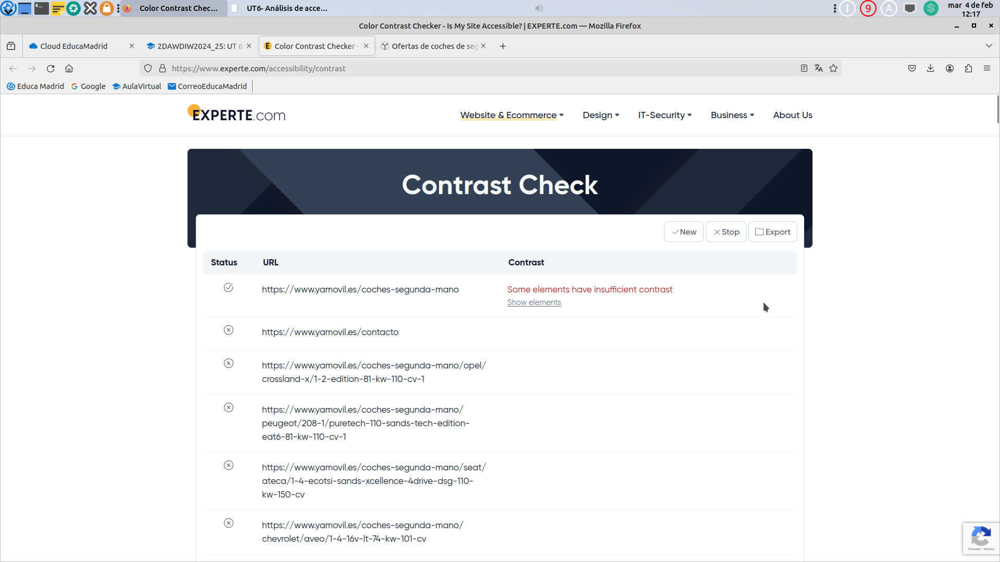 Color Contrast Chec...
UT6- Análisis de acce...
9
A
mar 4 de feb
12:17
Color Contrast Checker - Is My Site Accessible? | EXPERTE.com — Mozilla Firefox
Cloud EducaMadrid
2DAWDIW2024_25: UT 6.
Color Contrast Checker -
Ofertas de coches de seg
https://www.experte.com/accessibility/contrast
Educa Madrid
Google
AulaVirtual
CorreoEducaMadrid
EXPERTE.com
Website & Ecommerce
Design
IT-Security
Business
About Us
Contrast Check
New
Stop
Export
Status URL Contrast
https://www.yamovil.es/coches-segunda-mano
Some elements have insufficient contrast
Show elements
https://www.yamovil.es/contacto
https://www.yamovil.es/coches-segunda-mano/opel/
crossland-x/1-2-edition-81-kw-110-cv-1
https://www.yamovil.es/coches-segunda-mano/
peugeot/208-1/puretech-110-sands-tech-edition-
eat6-81-kw-110-cv-1
https://www.yamovil.es/coches-segunda-mano/seat/
ateca/1-4-ecotsi-sands-xcellence-4drive-dsg-110-
kw-150-cv
https://www.yamovil.es/coches-segunda-mano/
chevrolet/aveo/1-4-16v-lt-74-kw-101-cv
Privacidad - Términos